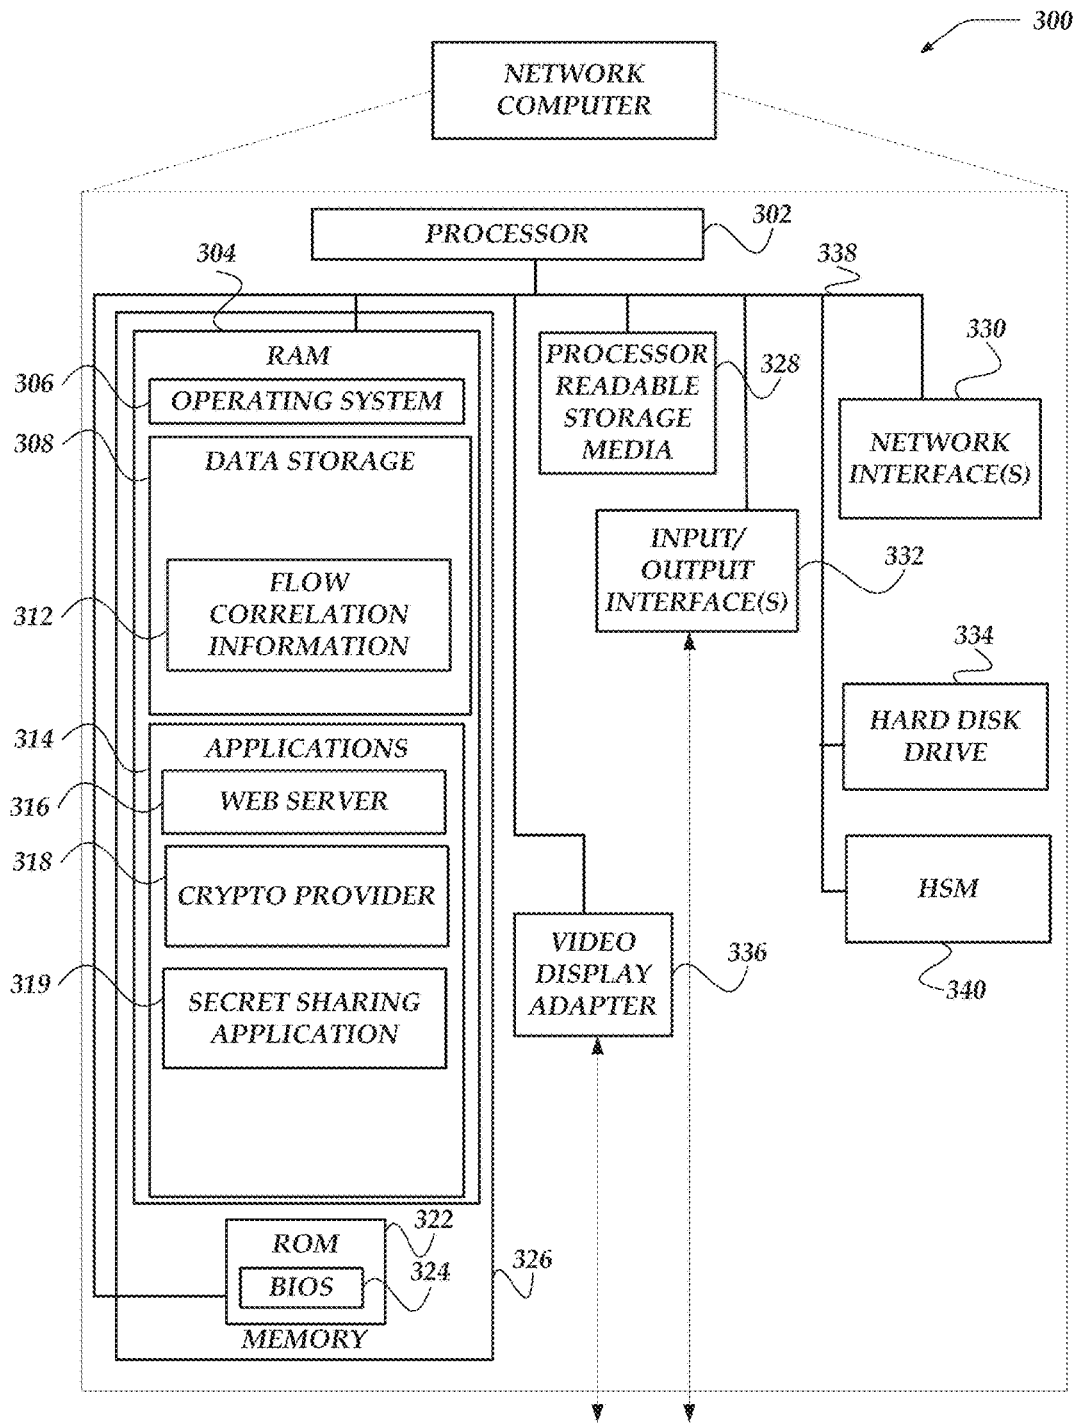 300
NETWORK
COMPUTER
PROCESSOR
302
304
338
RAM
306
OPERATING SYSTEM
308
DATA STORAGE
312
FLOW
CORRELATION
INFORMATION
314
APPLICATIONS
316
WEB SERVER
318
CRYPTO PROVIDER
319
SECRET SHARING
APPLICATION
322
ROM
324
BIOS
326
MEMORY
PROCESSOR
READABLE
STORAGE
MEDIA
328
330
NETWORK
INTERFACE(S)
INPUT/
OUTPUT
INTERFACE(S)
332
334
HARD DISK
DRIVE
HSM
340
VIDEO
DISPLAY
ADAPTER
336